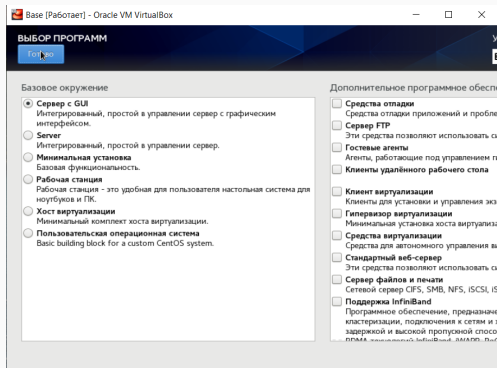 Base [Работает] - Oracle VM VirtualBox
ВЫБОР ПРОГРАММ
Готово
Базовое окружение
Сервер с GUI
Интегрированный, простой в управлении сервер с графическим
интерфейсом.
Server
Интегрированный, простой в управлении сервер.
Минимальная установка
Базовая функциональность.
Рабочая станция
Рабочая станция - это удобная для пользователя настольная система для
ноутбуков и ПК.
Хост виртуализации
Минимальный комплект хоста виртуализации.
Пользовательская операционная система
Basic building block for a custom CentOS system.
Дополнительное программное обесп
Средства отладки
Средства отладки приложений и пробле
Сервер FTP
Эти средства позволяют использовать си
Гостевые агенты
Агенты, работающие под управлением г
Клиенты удалённого рабочего стола
Клиент виртуализации
Клиенты для установки и управления экз
Гипервизор виртуализации
Минимальная установка хоста виртуализ
Средства виртуализации
Средства для автономного управления в
Стандартный веб-сервер
Эти средства позволяют использовать си
Сервер файлов и печати
Сетевой сервер CIFS, SMB, NFS, iSCSI, iS
Поддержка InfiniBand
Программное обеспечение, предназначе
кластеризации, подключения к сетям и х
задержкой и высокой пропускной спосо